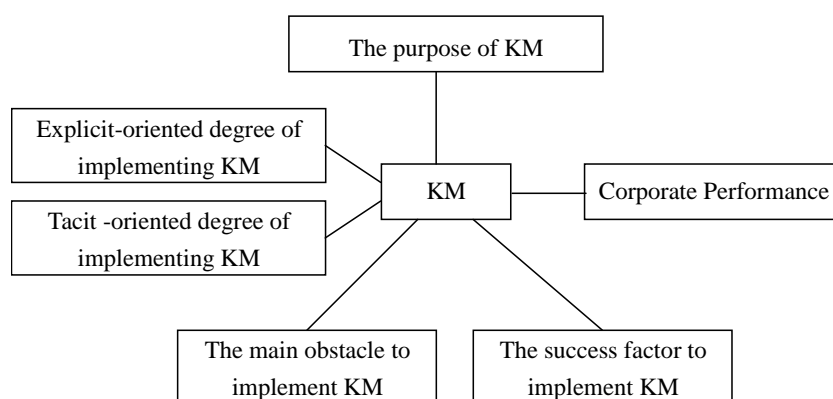 The purpose of KM
Explicit-oriented degree of
implementing KM
KM
Corporate Performance
Tacit -oriented degree of
implementing KM
The main obstacle to
implement KM
The success factor to
implement KM